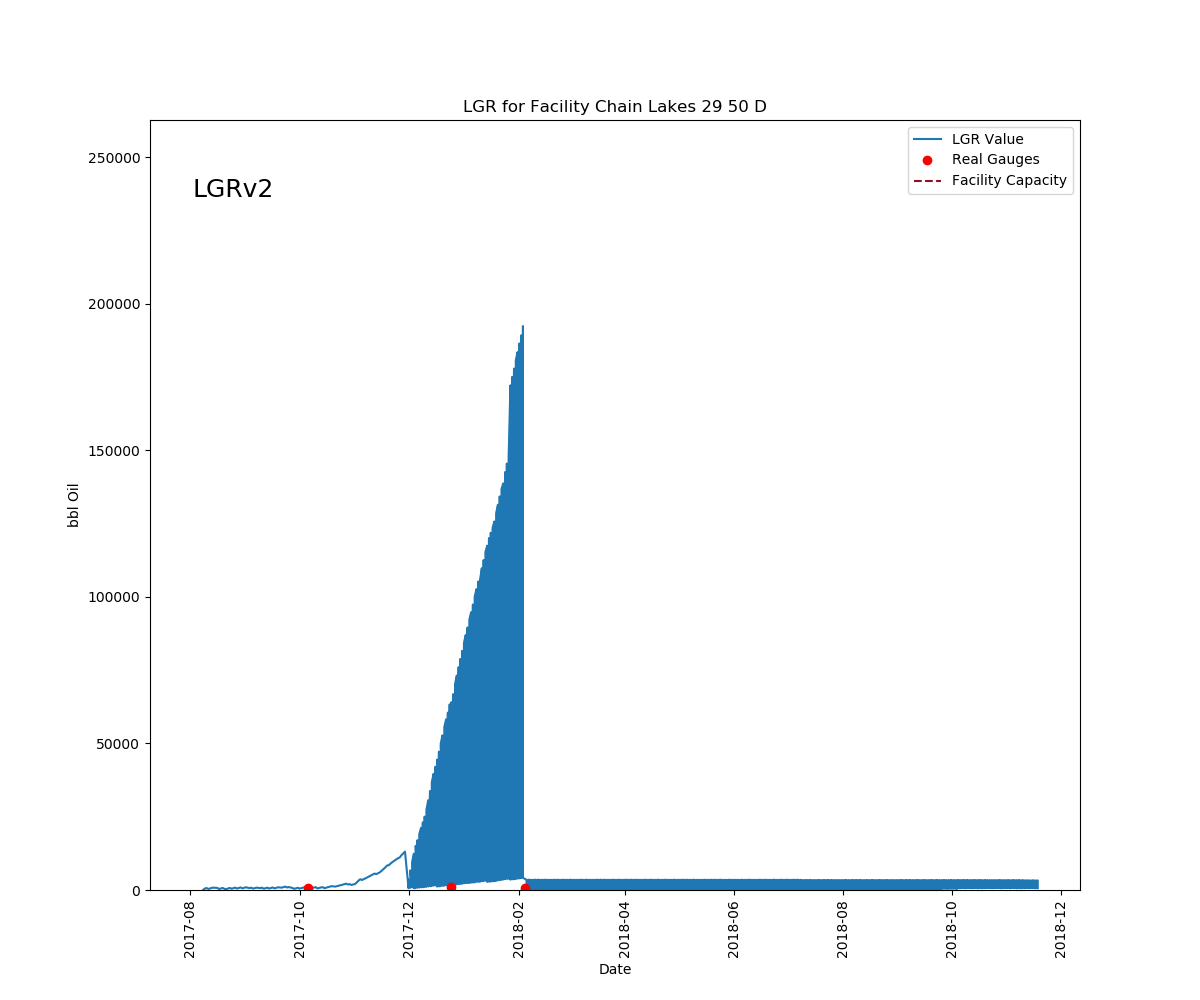 LGR for Facility Chain Lakes 29 50 D
LGRv2
LGR Value
Real Gauges
Facility Capacity
250000
200000
150000
100000
50000
0
bbl Oil
2017-08
2017-10
2017-12
2018-02
2018-04
2018-06
2018-08
2018-10
2018-12
Date